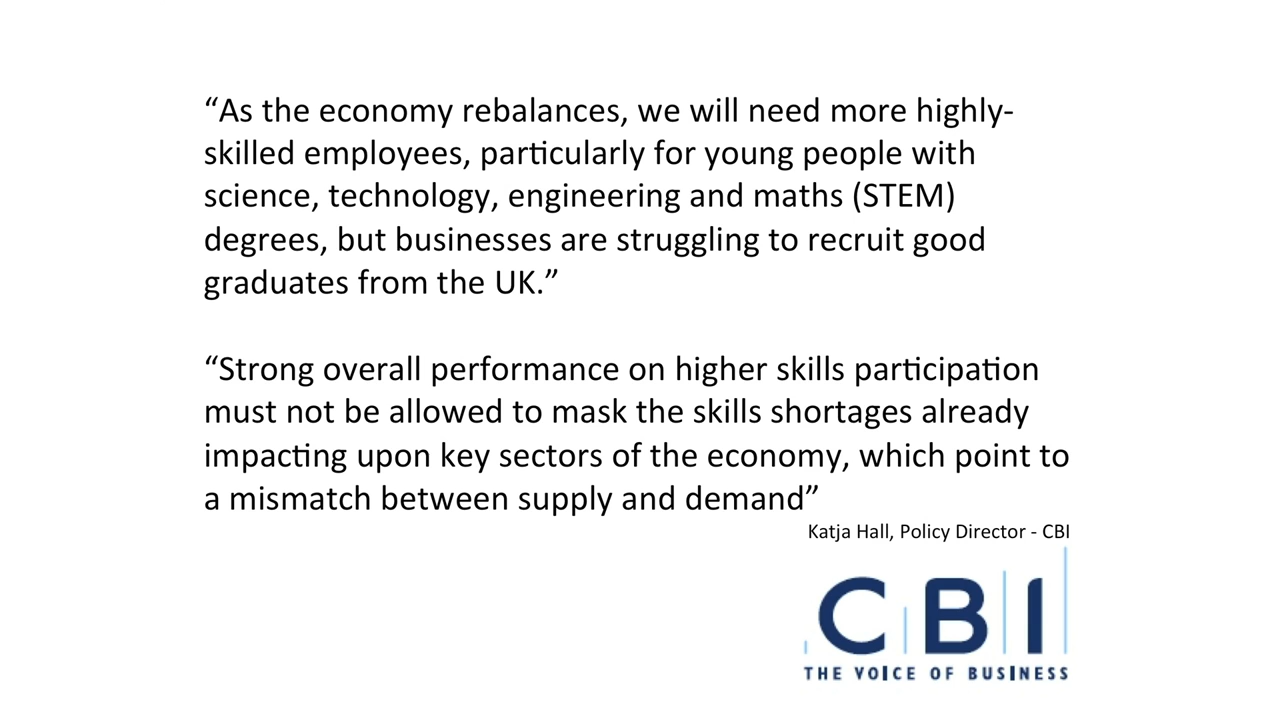 “As the economy rebalances, we will need more highly-
skilled employees, particularly for young people with
science, technology, engineering and maths (STEM)
degrees, but businesses are struggling to recruit good
graduates from the UK.”
“Strong overall performance on higher skills participation
must not be allowed to mask the skills shortages already
impacting upon key sectors of the economy, which point to
a mismatch between supply and demand”
Katja Hall, Policy Director - CBI
CBI
THE VOICE OF BUSINESS